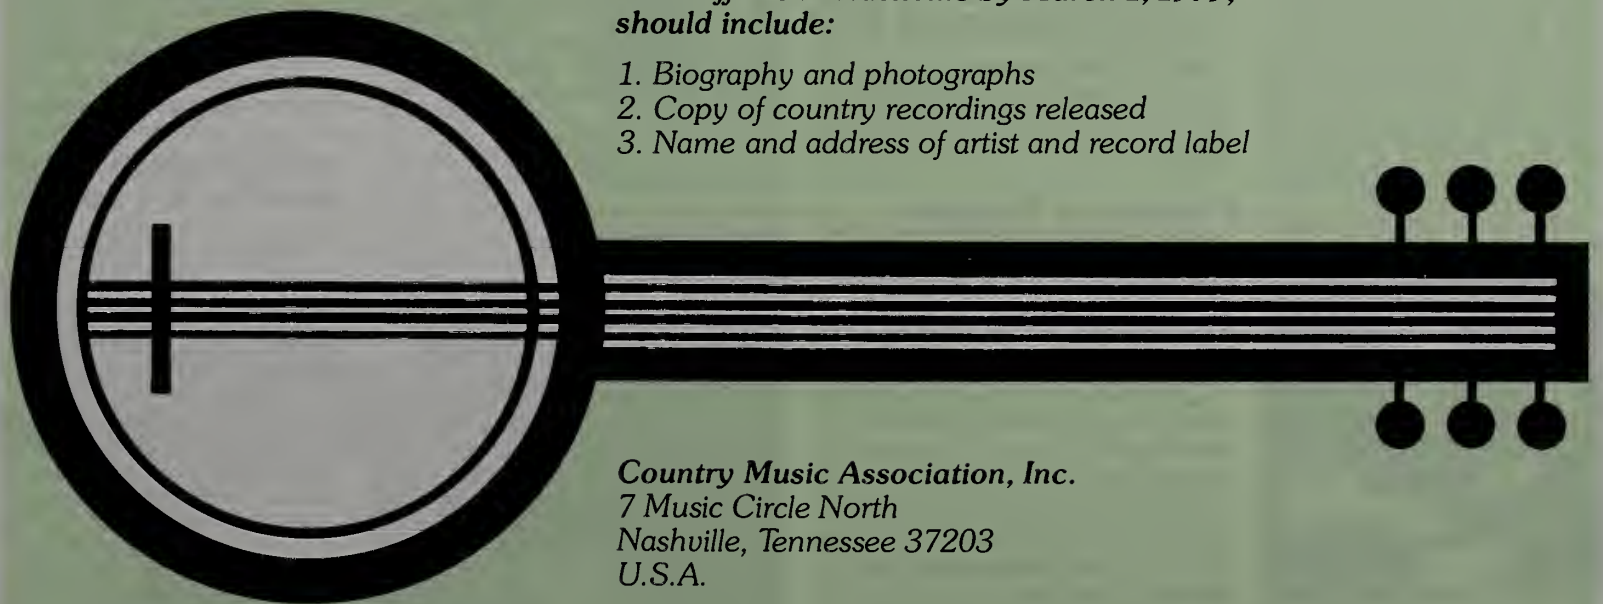 should include:
1. Biography and photographs
2. Copy of country recordings released
3. Name and address of artist and record label
Country Music Association, Inc.
7 Music Circle North
Nashville, Tennessee 37203
U.S.A.